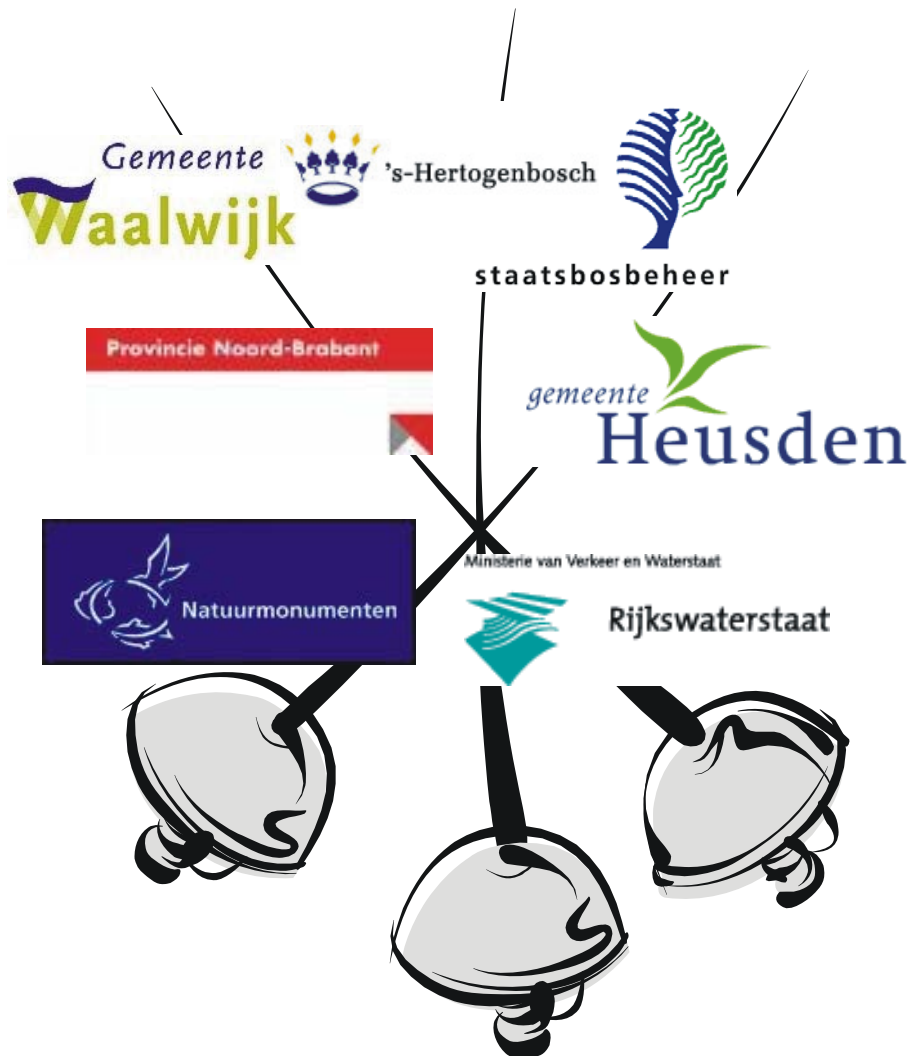 Gemeente
Waalwijk
's-Hertogenbosch
staatsbosbeheer
Provincie Noord-Brabant
gemeente
Heusden
Natuurmonumenten
Ministerie van Verkeer en Waterstaat
Rijkswaterstaat